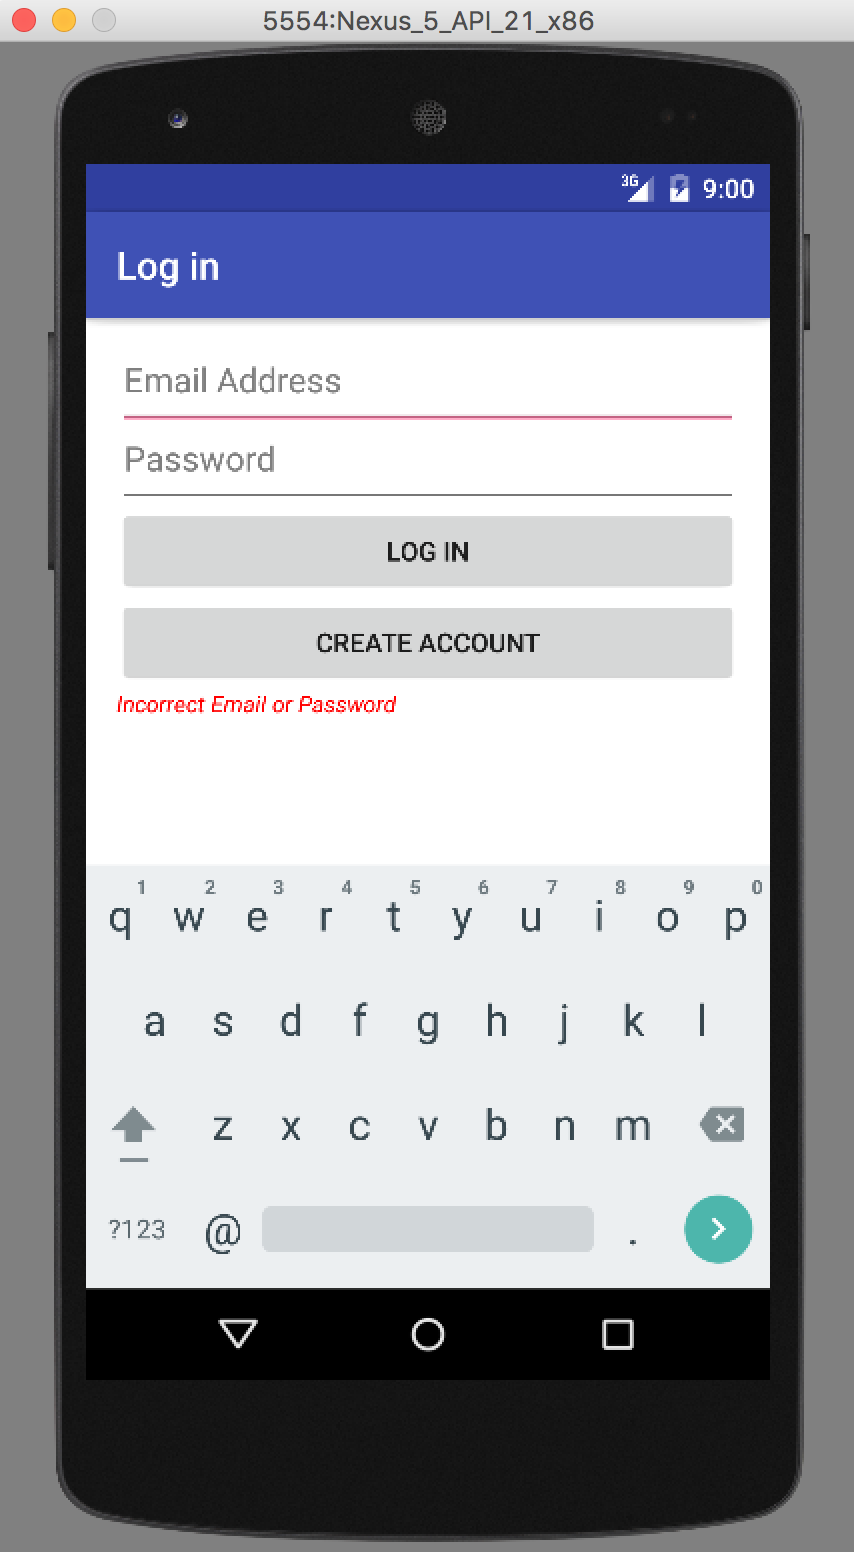 5554:Nexus_5_API_21_x86
3G 9:00
Log in
Email Address
Password
LOG IN
CREATE ACCOUNT
Incorrect Email or Password
1 2 3 4 5 6 7 8 9 0
q w e r t y u i o p
a s d f g h j k l
z x c v b n m
?123 @ .